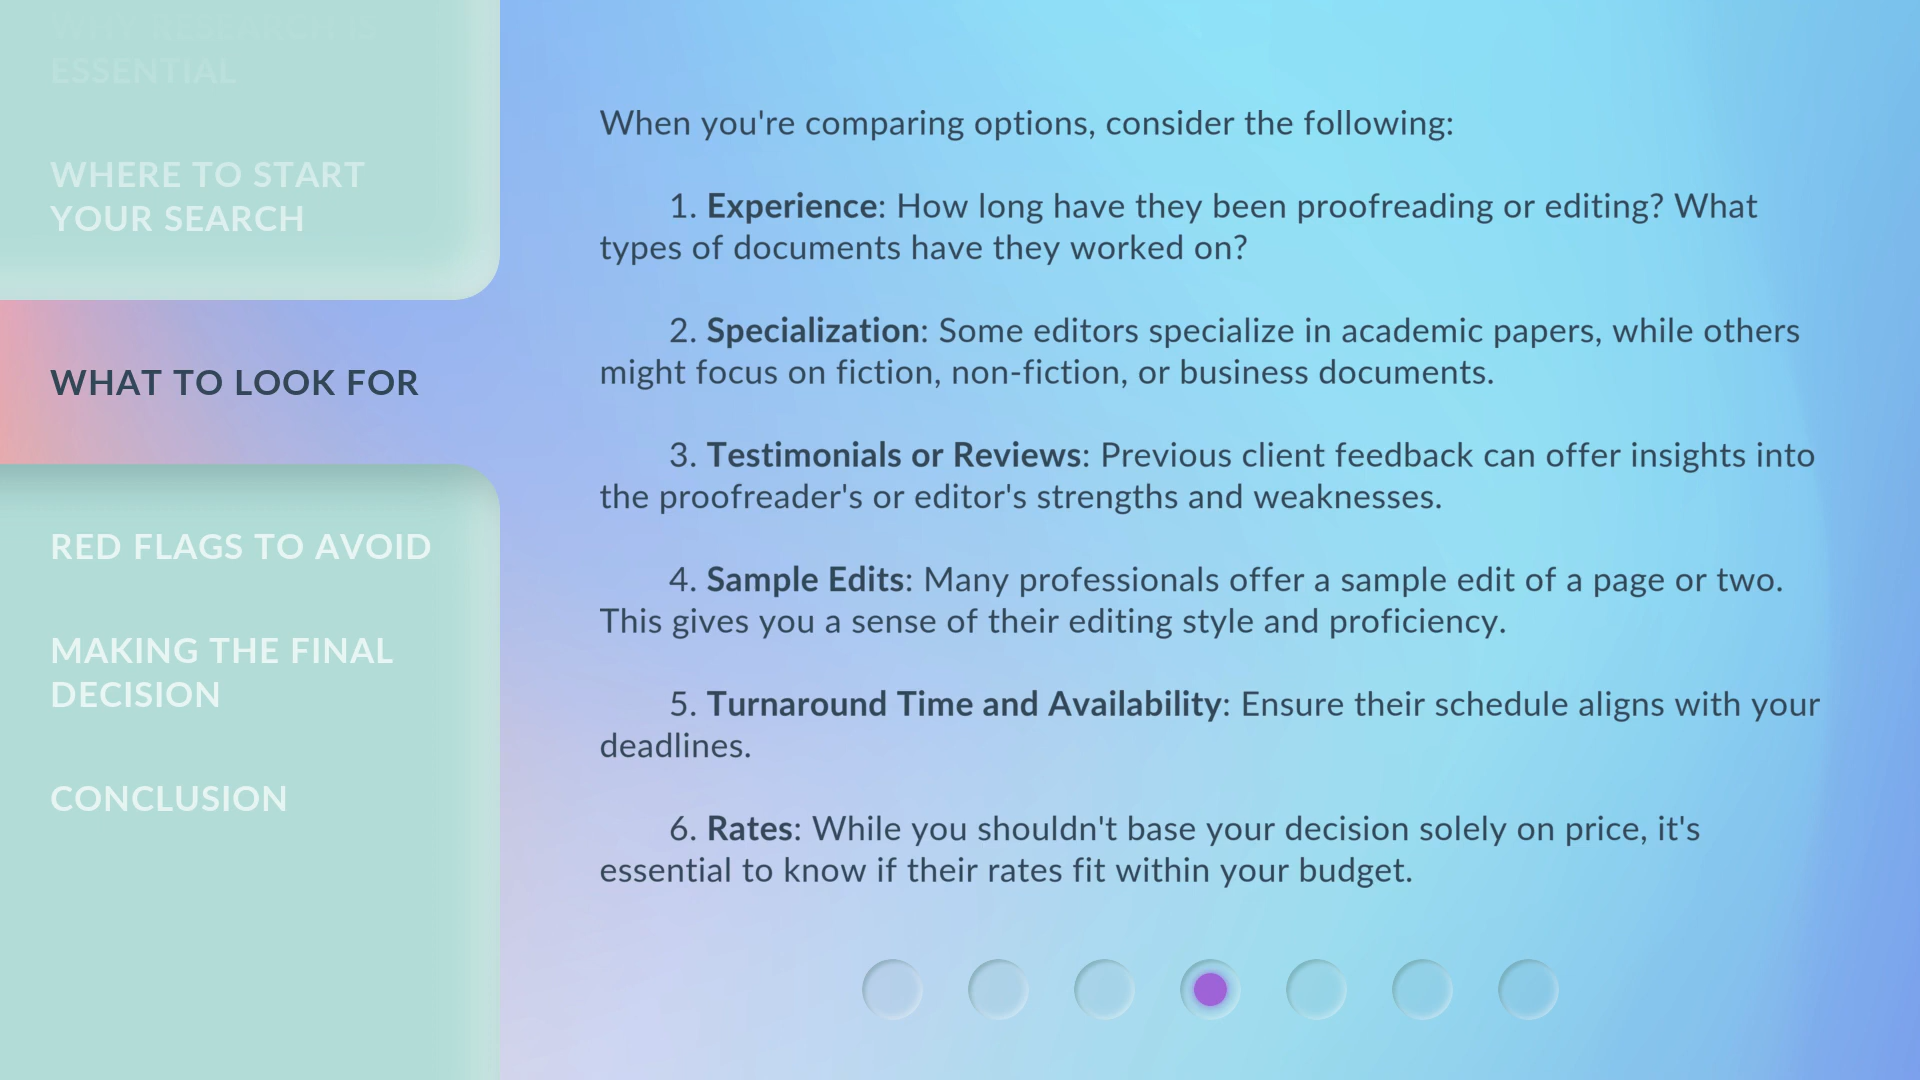 WHY RESEARCH IS
ESSENTIAL
WHERE TO START
YOUR SEARCH
WHAT TO LOOK FOR
RED FLAGS TO AVOID
MAKING THE FINAL
DECISION
CONCLUSION
When you're comparing options, consider the following:
1. Experience: How long have they been proofreading or editing? What
types of documents have they worked on?
2. Specialization: Some editors specialize in academic papers, while others
might focus on fiction, non-fiction, or business documents.
3. Testimonials or Reviews: Previous client feedback can offer insights into
the proofreader's or editor's strengths and weaknesses.
4. Sample Edits: Many professionals offer a sample edit of a page or two.
This gives you a sense of their editing style and proficiency.
5. Turnaround Time and Availability: Ensure their schedule aligns with your
deadlines.
6. Rates: While you shouldn't base your decision solely on price, it's
essential to know if their rates fit within your budget.